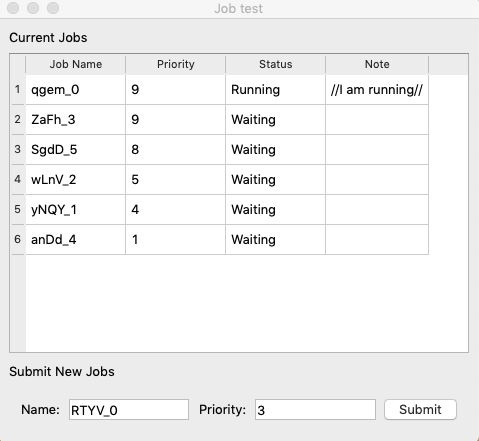 Job test
Current Jobs
Job Name Priority Status Note
1 qgem_0 9 Running //I am running//
2 ZaFh_3 9 Waiting
3 SgdD_5 8 Waiting
4 wLnV_2 5 Waiting
5 yNQY_1 4 Waiting
6 anDd_4 1 Waiting
Submit New Jobs
Name: RTYV_0 Priority: 3 Submit